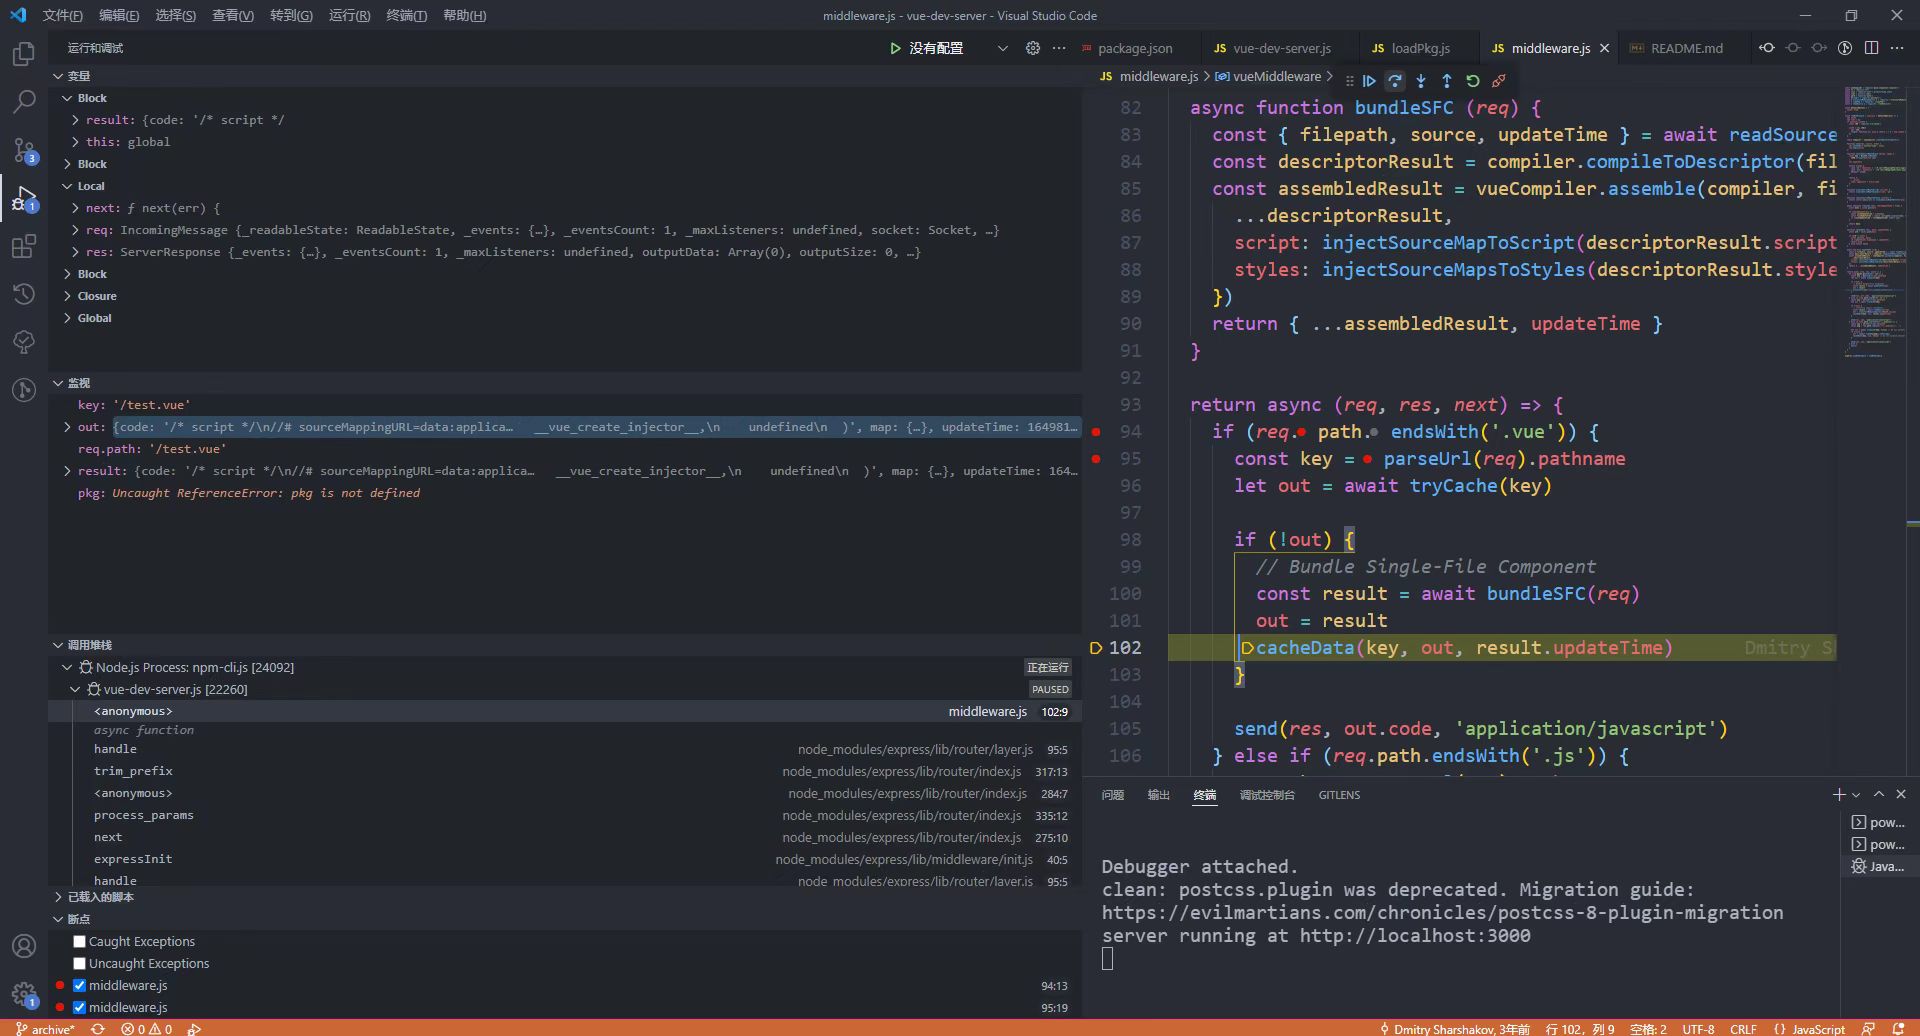 文件(F) 编辑(E) 选择(S) 查看(V) 转到(G) 运行(R) 终端(T) 帮助(H)
middleware.js - vue-dev-server - Visual Studio Code
运行和调试
没有配置
变量
Block
result: {code: '/* script */
this: global
Block
Local
next: ƒ next(err) {
req: IncomingMessage {_readableState: ReadableState, _events: {…}, _eventsCount: 1, _maxListeners: undefined, socket: Socket, …}
res: ServerResponse {_events: {…}, _eventsCount: 1, _maxListeners: undefined, outputData: Array(0), outputSize: 0, …}
Block
Closure
Global
监视
key: '/test.vue'
out: {code: '/* script */\n//# sourceMappingURL=data:applica… __vue_create_injector__,\n undefined\n )', map: {…}, updateTime: 164981…
req.path: '/test.vue'
result: {code: '/* script */\n//# sourceMappingURL=data:applica… __vue_create_injector__,\n undefined\n )', map: {…}, updateTime: 164…
pkg: Uncaught ReferenceError: pkg is not defined
调用堆栈
Node.js Process: npm-cli.js [24092] 正在运行
vue-dev-server.js [22260] PAUSED
<anonymous> middleware.js 102:9
async function
handle node_modules/express/lib/router/layer.js 95:5
trim_prefix node_modules/express/lib/router/index.js 317:13
<anonymous> node_modules/express/lib/router/index.js 284:7
process_params node_modules/express/lib/router/index.js 335:12
next node_modules/express/lib/router/index.js 275:10
expressInit node_modules/express/lib/middleware/init.js 40:5
handle node_modules/express/lib/router/layer.js 95:5
已载入的脚本
断点
Caught Exceptions
Uncaught Exceptions
middleware.js 94:13
middleware.js 95:19
3
1
1
package.json JS vue-dev-server.js JS loadPkg.js JS middleware.js README.md
JS middleware.js > vueMiddleware >
82 async function bundleSFC (req) {
83 const { filepath, source, updateTime } = await readSource
84 const descriptorResult = compiler.compileToDescriptor(fil
85 const assembledResult = vueCompiler.assemble(compiler, fi
86 ...descriptorResult,
87 script: injectSourceMapToScript(descriptorResult.script
88 styles: injectSourceMapsToStyles(descriptorResult.style
89 })
90 return { ...assembledResult, updateTime }
91 }
92
93 return async (req, res, next) => {
94 if (req. path. endsWith('.vue')) {
95 const key = parseUrl(req).pathname
96 let out = await tryCache(key)
97
98 if (!out) {
99 // Bundle Single-File Component
100 const result = await bundleSFC(req)
101 out = result
102 cacheData(key, out, result.updateTime) Dmitry S
103 }
104
105 send(res, out.code, 'application/javascript')
106 } else if (req.path.endsWith('.js')) {
问题 输出 终端 调试控制台 GITLENS
pow...
pow...
Java...
Debugger attached.
clean: postcss.plugin was deprecated. Migration guide:
https://evilmartians.com/chronicles/postcss-8-plugin-migration
server running at http://localhost:3000
archive* 0 0
Dmitry Sharshakov, 3年前 行 102，列 9 空格: 2 UTF-8 CRLF {} JavaScript